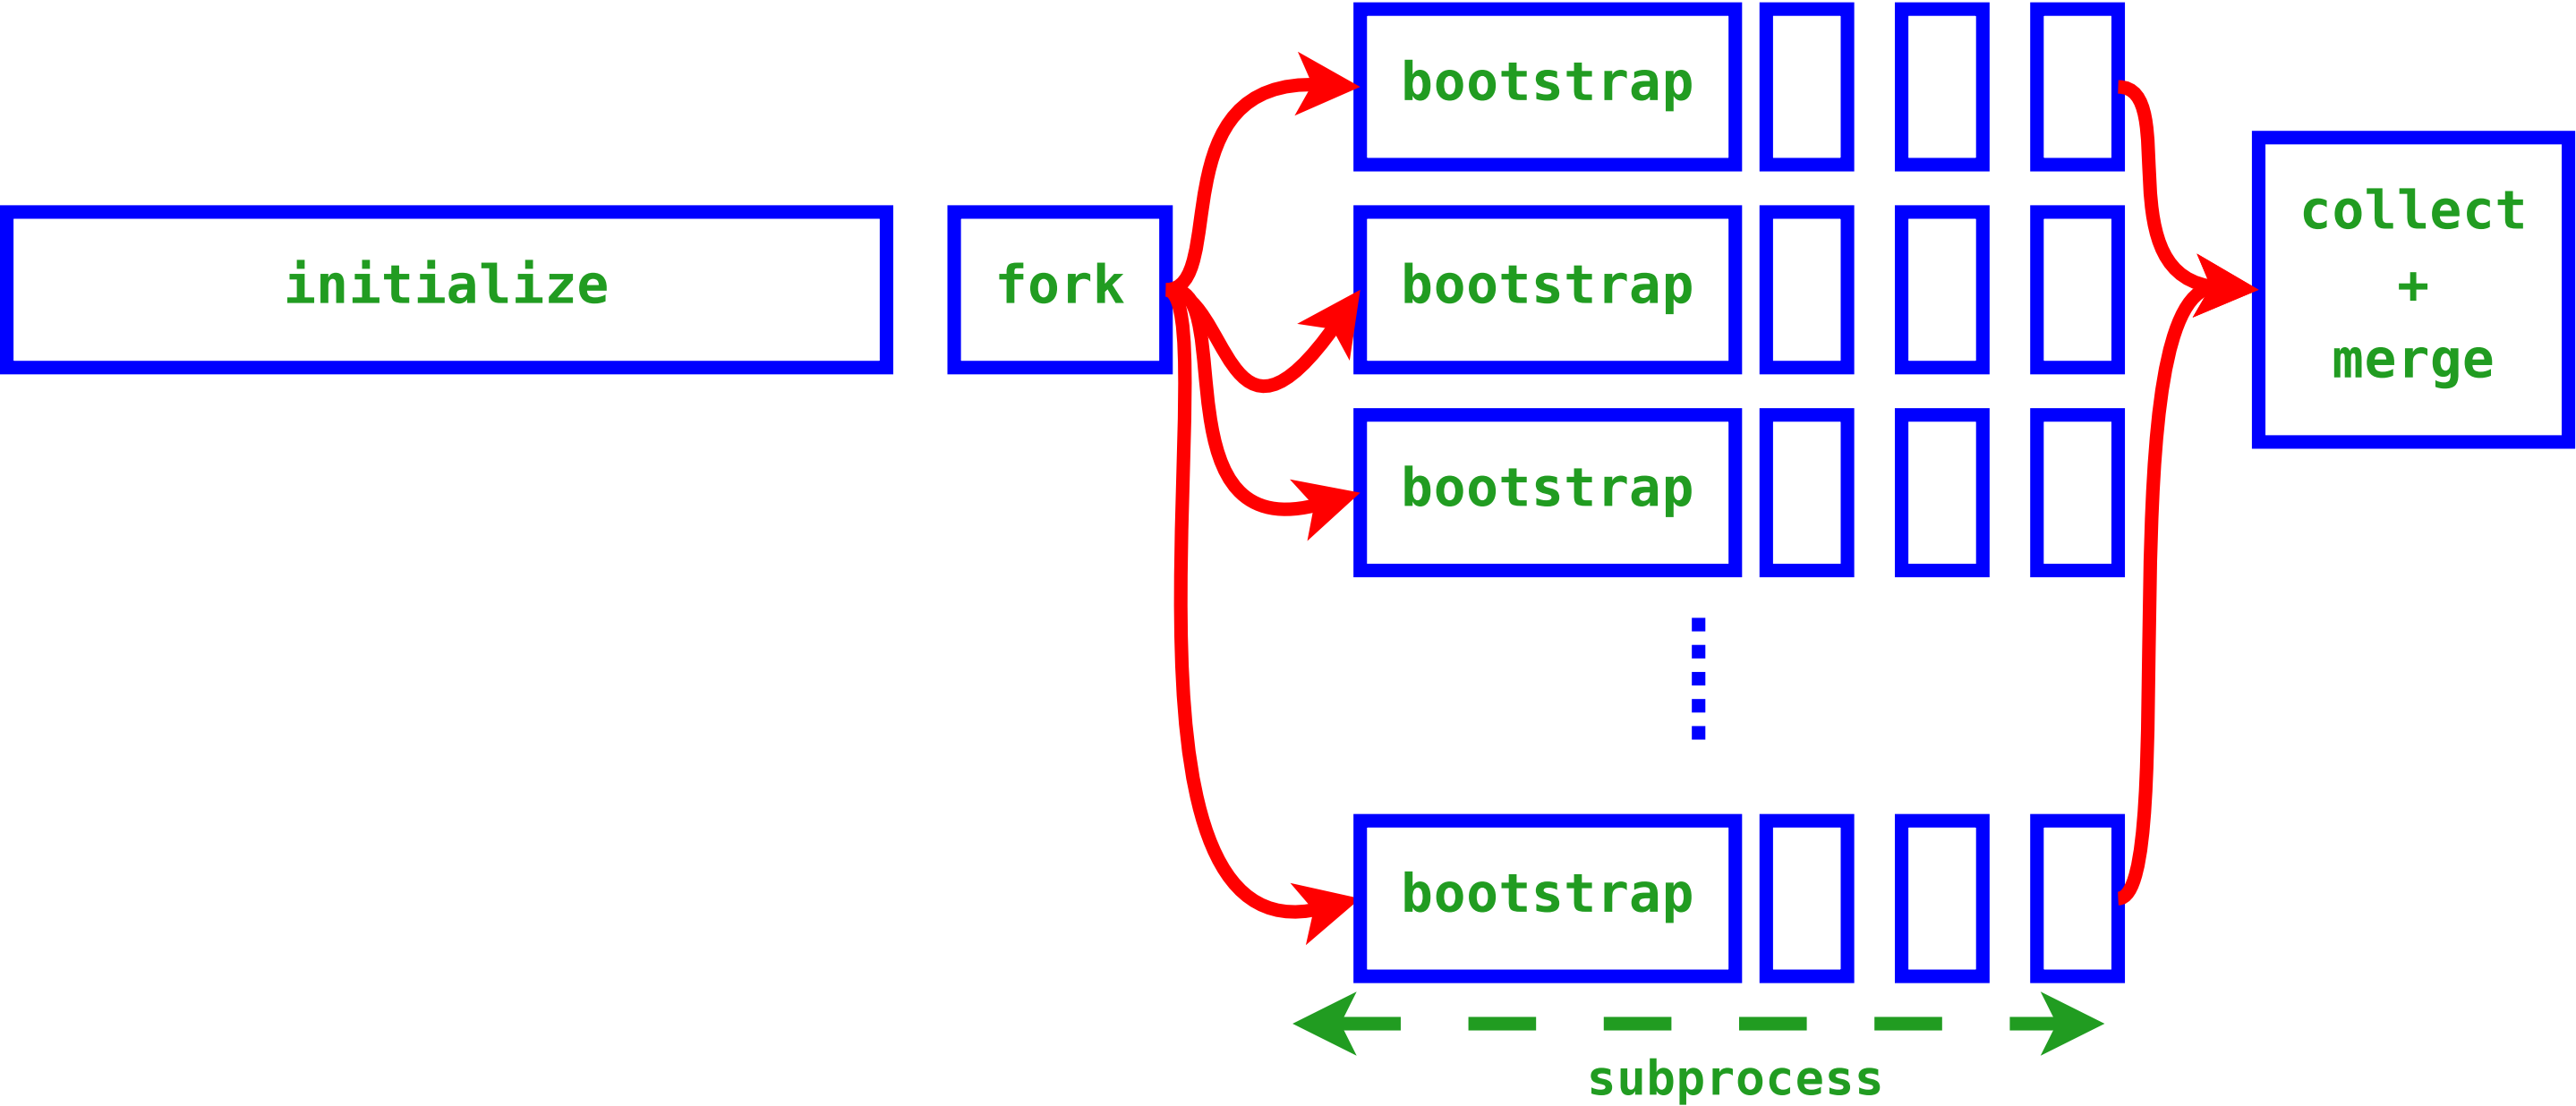 initialize
fork
bootstrap
bootstrap
bootstrap
bootstrap
collect
+
merge
subprocess